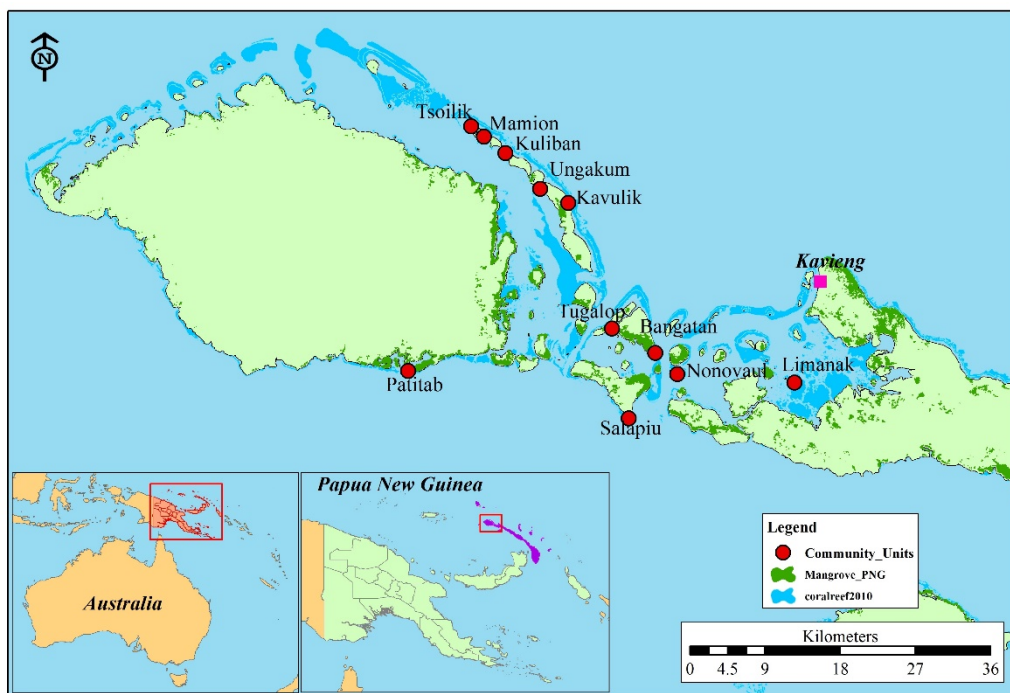 N
Tsoilik
Mamion
Kuliban
Ungakum
Kavulik
Kavieng
Tugalop
Bangatan
Nonovaul
Limanak
Patitab
Salapiu
Papua New Guinea
Australia
Legend
Community_Units
Mangrove_PNG
coralreef2010
Kilometers
0 4.5 9 18 27 36